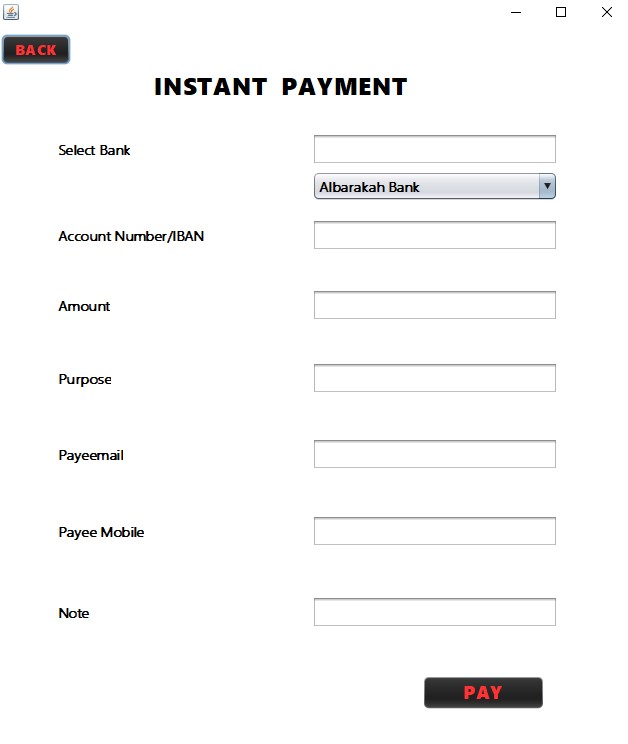 BACK
INSTANT PAYMENT
Select Bank
Albarakah Bank
Account Number/IBAN
Amount
Purpose
Payeemail
Payee Mobile
Note
PAY